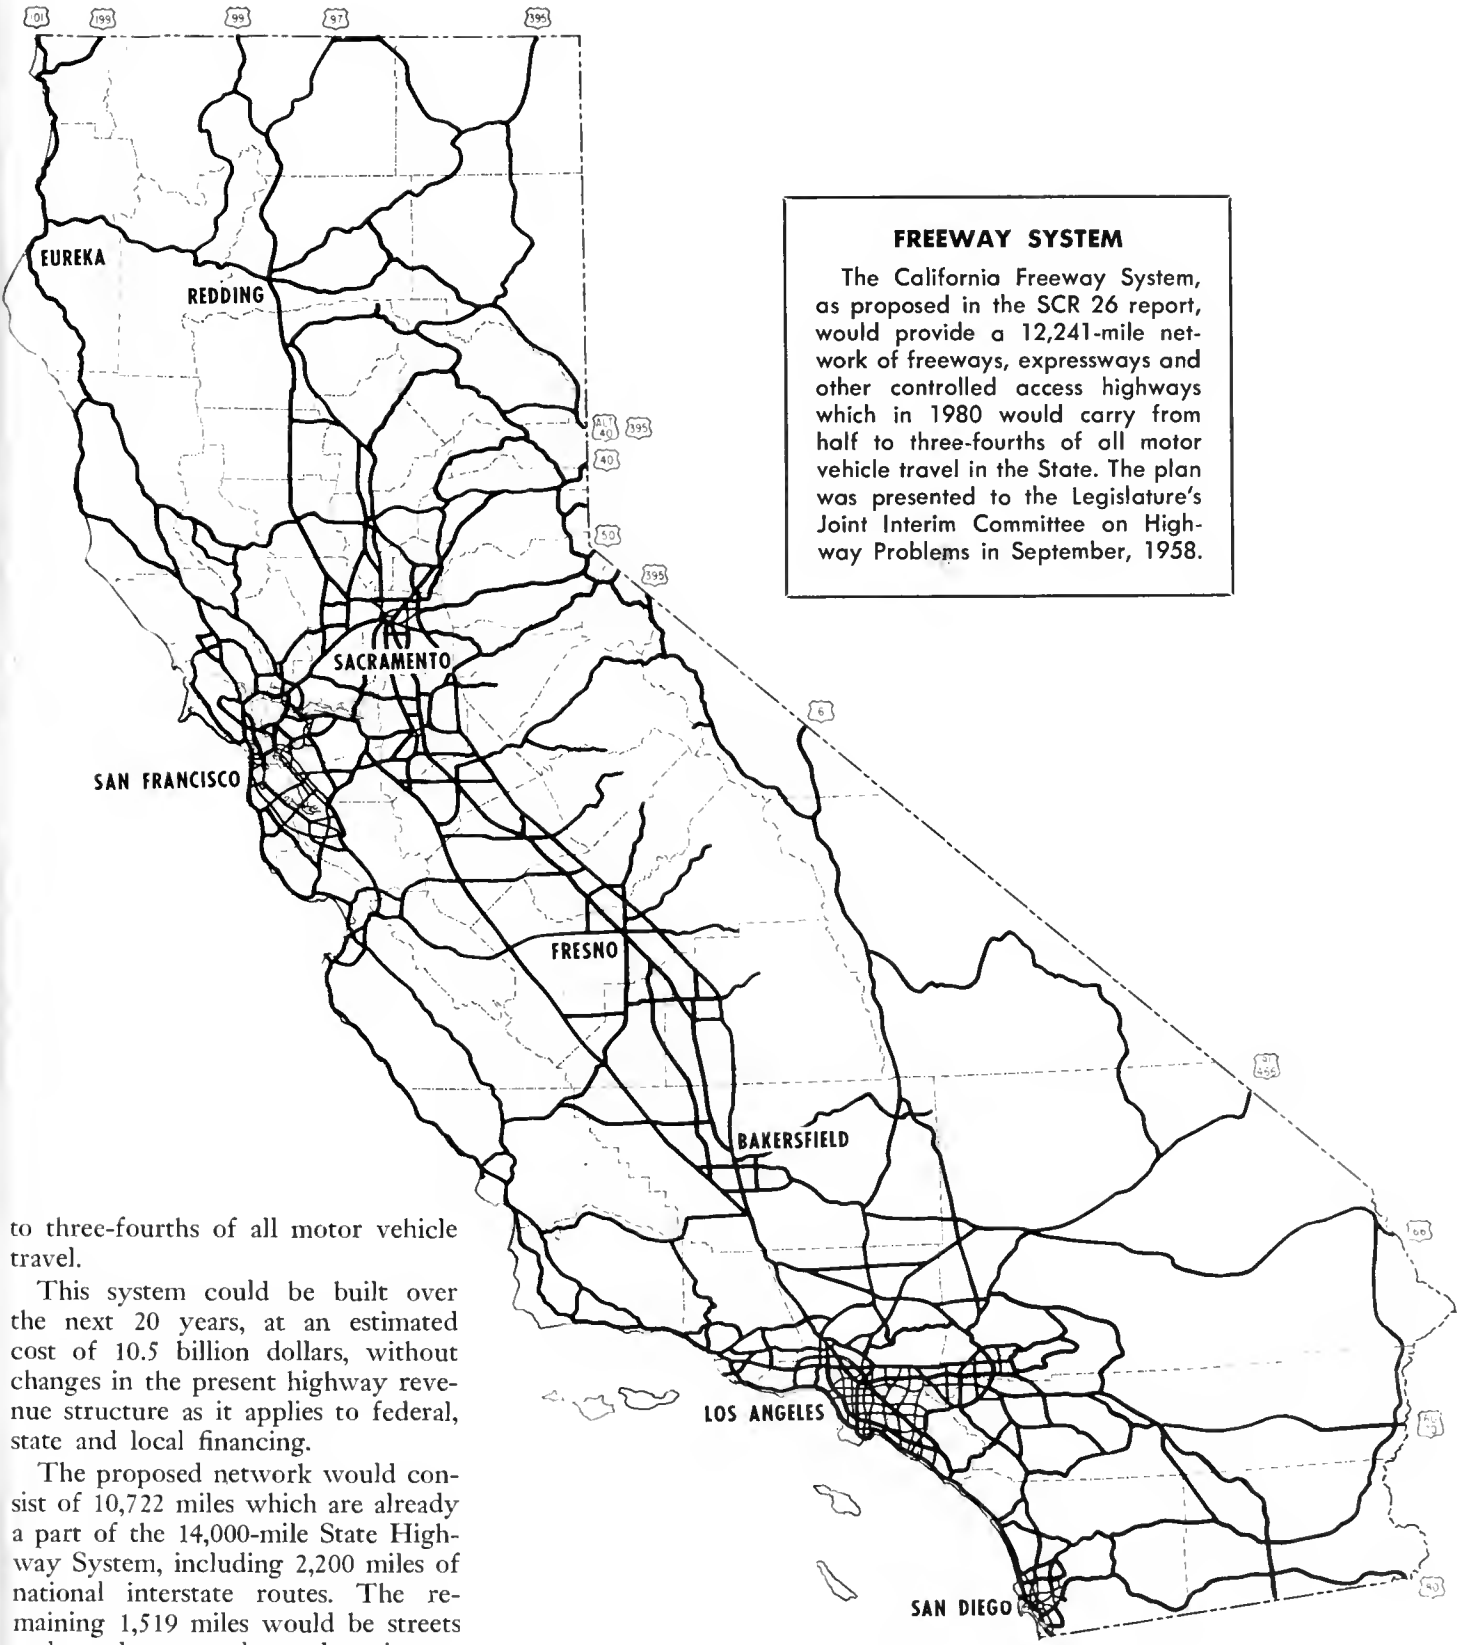 101
199
99
97
395
EUREKA
REDDING
FREEWAY SYSTEM
The California Freeway System,
as proposed in the SCR 26 report,
would provide a 12,241-mile net-
work of freeways, expressways and
other controlled access highways
which in 1980 would carry from
half to three-fourths of all motor
vehicle travel in the State. The plan
was presented to the Legislature's
Joint Interim Committee on High-
way Problems in September, 1958.
ALT
40
395
40
50
395
SACRAMENTO
6
SAN FRANCISCO
FRESNO
91
466
BAKERSFIELD
66
LOS ANGELES
SAN DIEGO
80
to three-fourths of all motor vehicle
travel.
This system could be built over
the next 20 years, at an estimated
cost of 10.5 billion dollars, without
changes in the present highway reve-
nue structure as it applies to federal,
state and local financing.
The proposed network would con-
sist of 10,722 miles which are already
a part of the 14,000-mile State High-
way System, including 2,200 miles of
national interstate routes. The re-
maining 1,519 miles would be streets